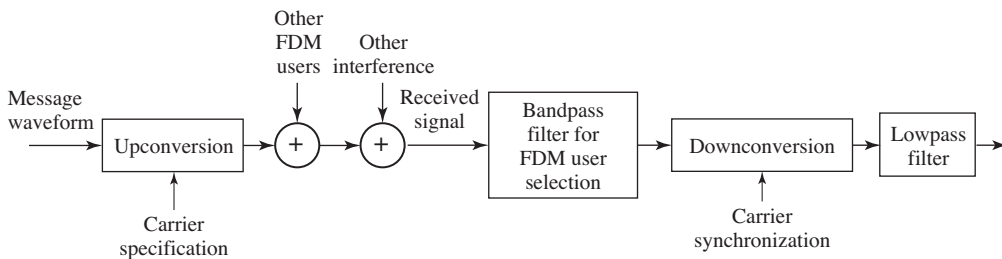 Other
FDM
users
Other
interference
Message
waveform
Received
signal
Upconversion
+
+
Bandpass
filter for
FDM user
selection
Downconversion
Lowpass
filter
Carrier
specification
Carrier
synchronization